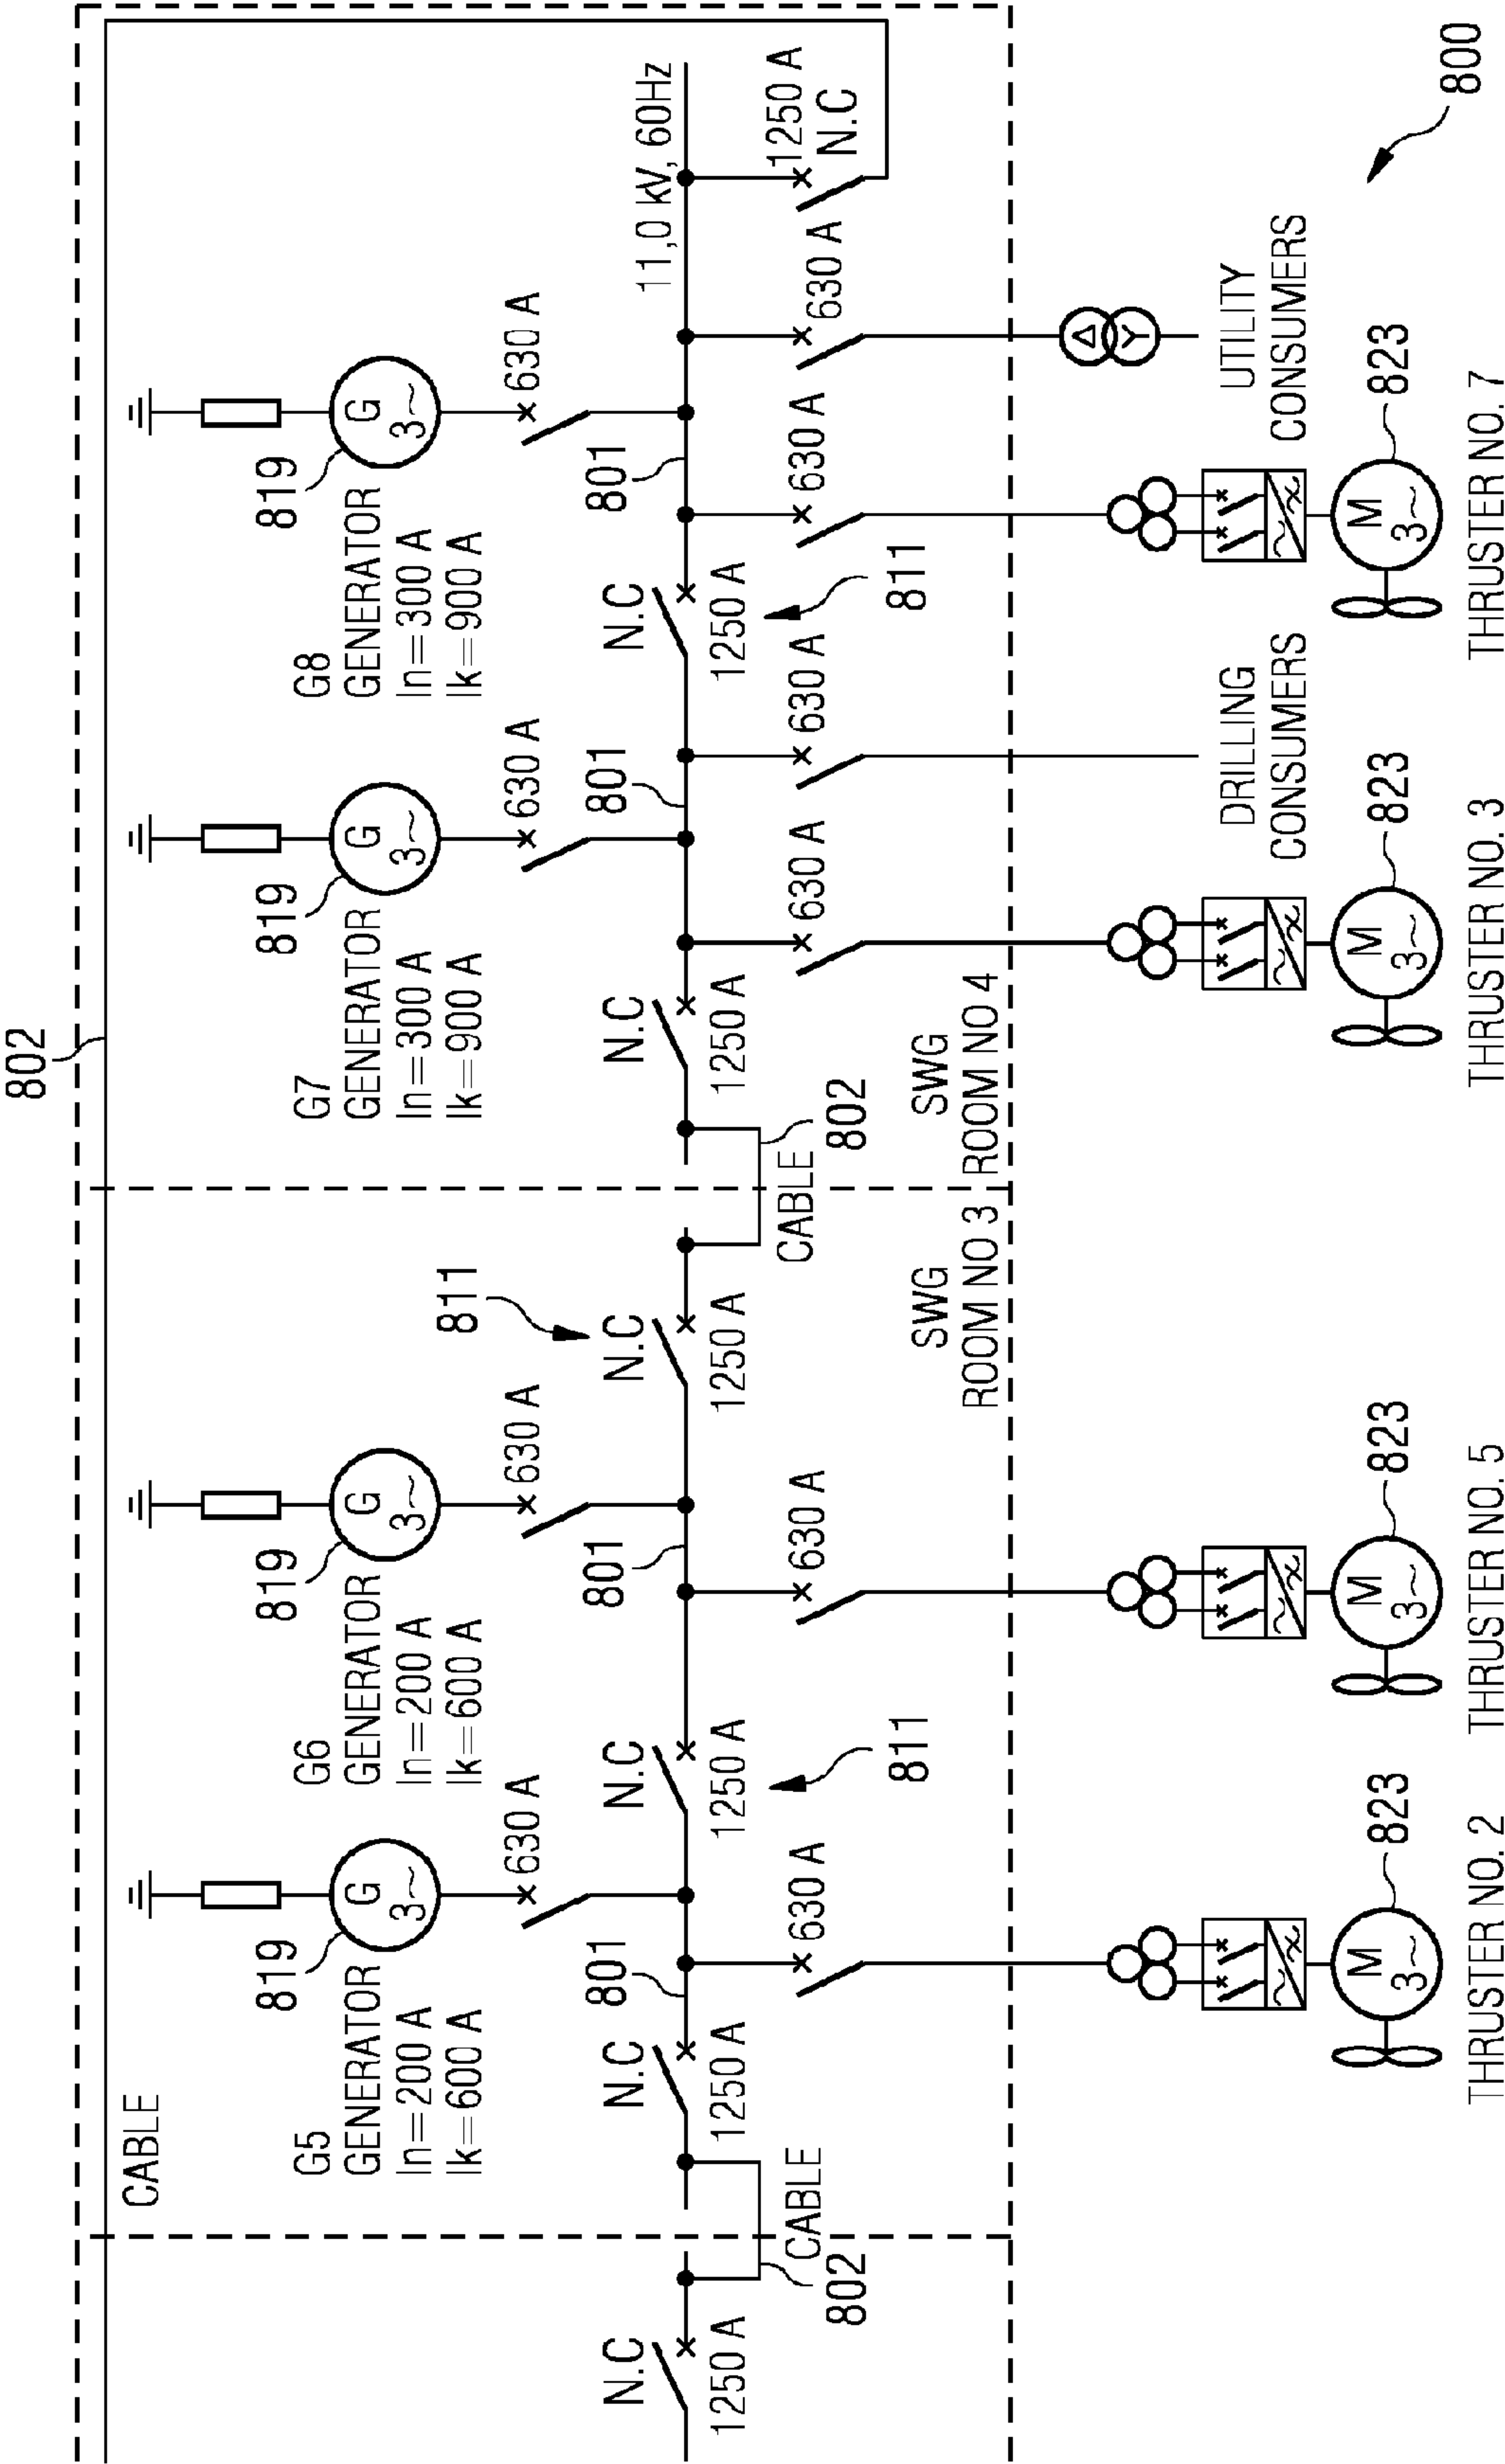 802
CABLE
819
819
819
819
G5
GENERATOR
In=200 A
Ik=600 A
G
3~
G6
GENERATOR
In=200 A
Ik=600 A
G
3~
G7
GENERATOR
In=300 A
Ik=900 A
G
3~
G8
GENERATOR
In=300 A
Ik=900 A
G
3~
811
630 A
630 A
630 A
630 A
801
801
801
801
N.C
N.C
N.C
N.C
N.C
N.C
11,0 kV, 60Hz
1250 A
1250 A
1250 A
1250 A
1250 A
1250 A
1250 A
N.C
630 A
630 A
630 A
630 A
630 A
630 A
CABLE
802
CABLE
802
811
811
SWG
ROOM NO 3
SWG
ROOM NO 4
Δ
Y
DRILLING
CONSUMERS
UTILITY
CONSUMERS
M
3~
823
M
3~
823
M
3~
823
M
3~
823
THRUSTER NO. 2
THRUSTER NO. 5
THRUSTER NO. 3
THRUSTER NO. 7
800